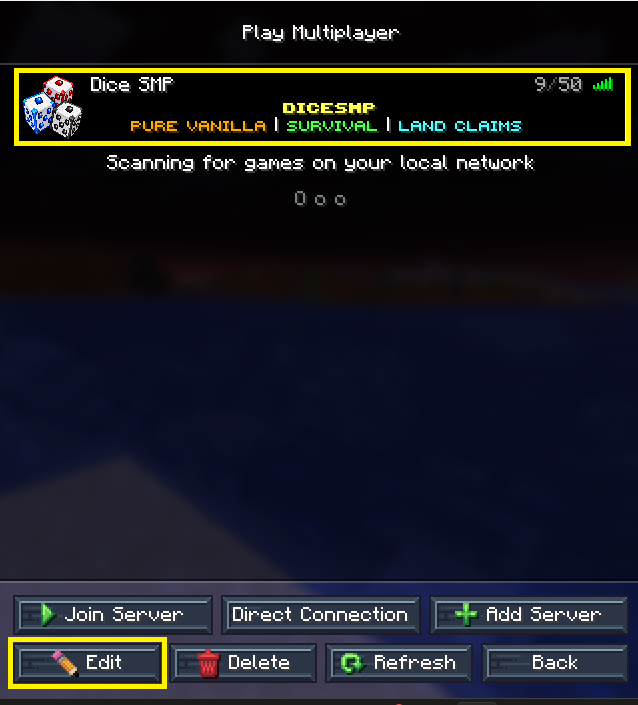 Play Multiplayer
Dice SMP
9/50
DICESMP
PURE VANILLA | SURVIVAL | LAND CLAIMS
Scanning for games on your local network
O o o
Join Server
Direct Connection
Add Server
Edit
Delete
Refresh
Back